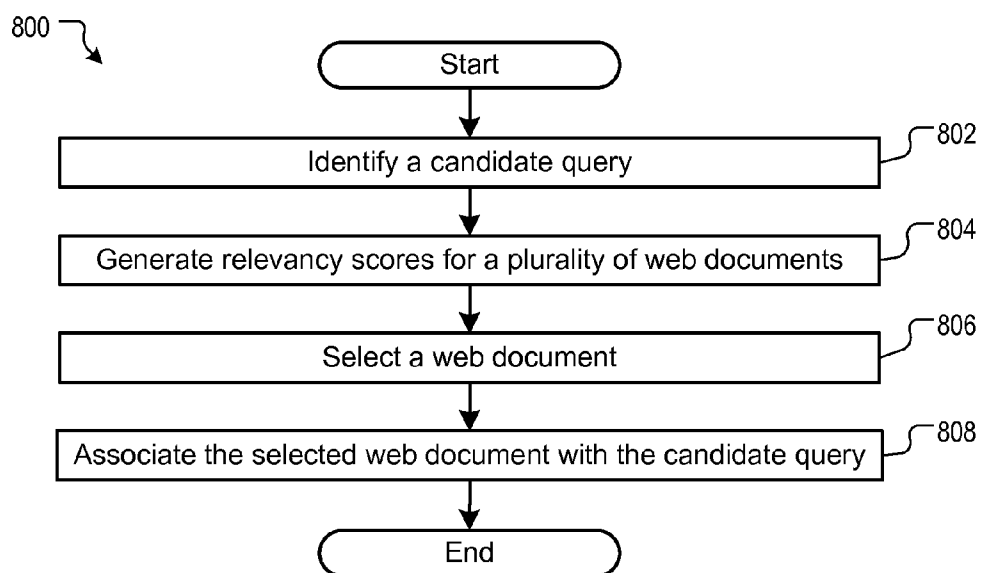 800
Start
802
Identify a candidate query
804
Generate relevancy scores for a plurality of web documents
806
Select a web document
808
Associate the selected web document with the candidate query
End